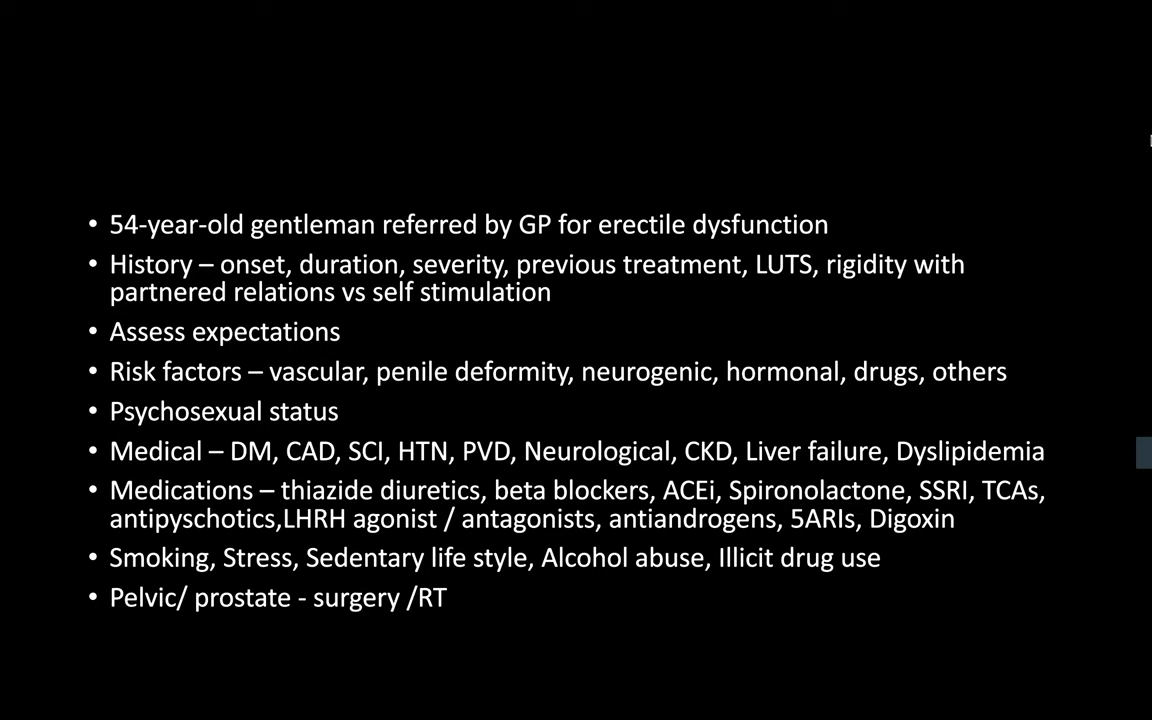 • 54-year-old gentleman referred by GP for erectile dysfunction
• History – onset, duration, severity, previous treatment, LUTS, rigidity with
partnered relations vs self stimulation
• Assess expectations
• Risk factors – vascular, penile deformity, neurogenic, hormonal, drugs, others
• Psychosexual status
• Medical – DM, CAD, SCI, HTN, PVD, Neurological, CKD, Liver failure, Dyslipidemia
• Medications – thiazide diuretics, beta blockers, ACEi, Spironolactone, SSRI, TCAs,
antipyschotics,LHRH agonist / antagonists, antiandrogens, 5ARIs, Digoxin
• Smoking, Stress, Sedentary life style, Alcohol abuse, Illicit drug use
• Pelvic/ prostate - surgery /RT